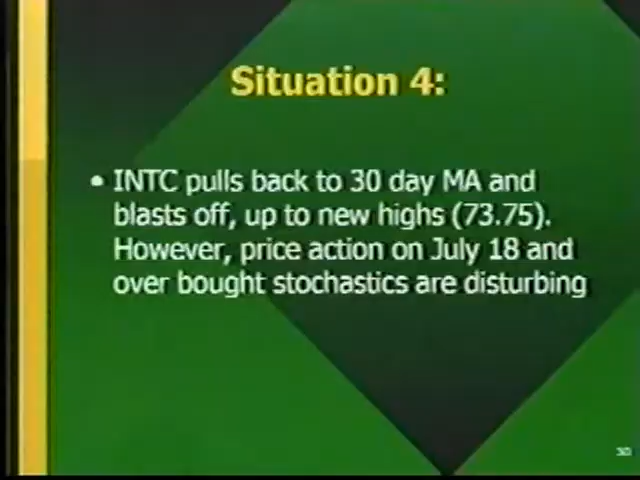 Situation 4:
• INTC pulls back to 30 day MA and
blasts off, up to new highs (73.75).
However, price action on July 18 and
over bought stochastics are disturbing
30